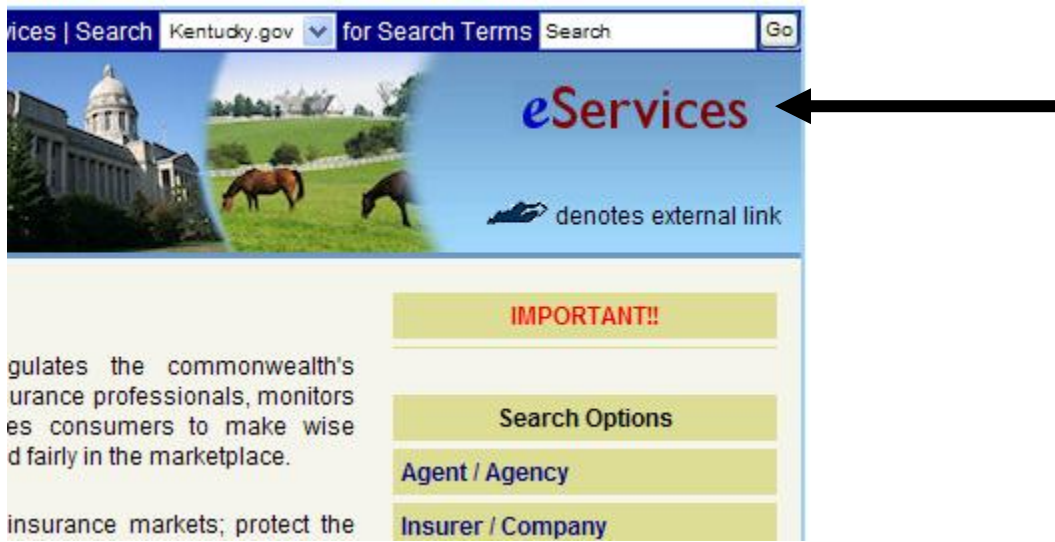 vices | Search Kentucky.gov for Search Terms Search Go
eServices
denotes external link
IMPORTANT!!
gulates the commonwealth's
urance professionals, monitors
es consumers to make wise
d fairly in the marketplace.
insurance markets; protect the
Search Options
Agent / Agency
Insurer / Company